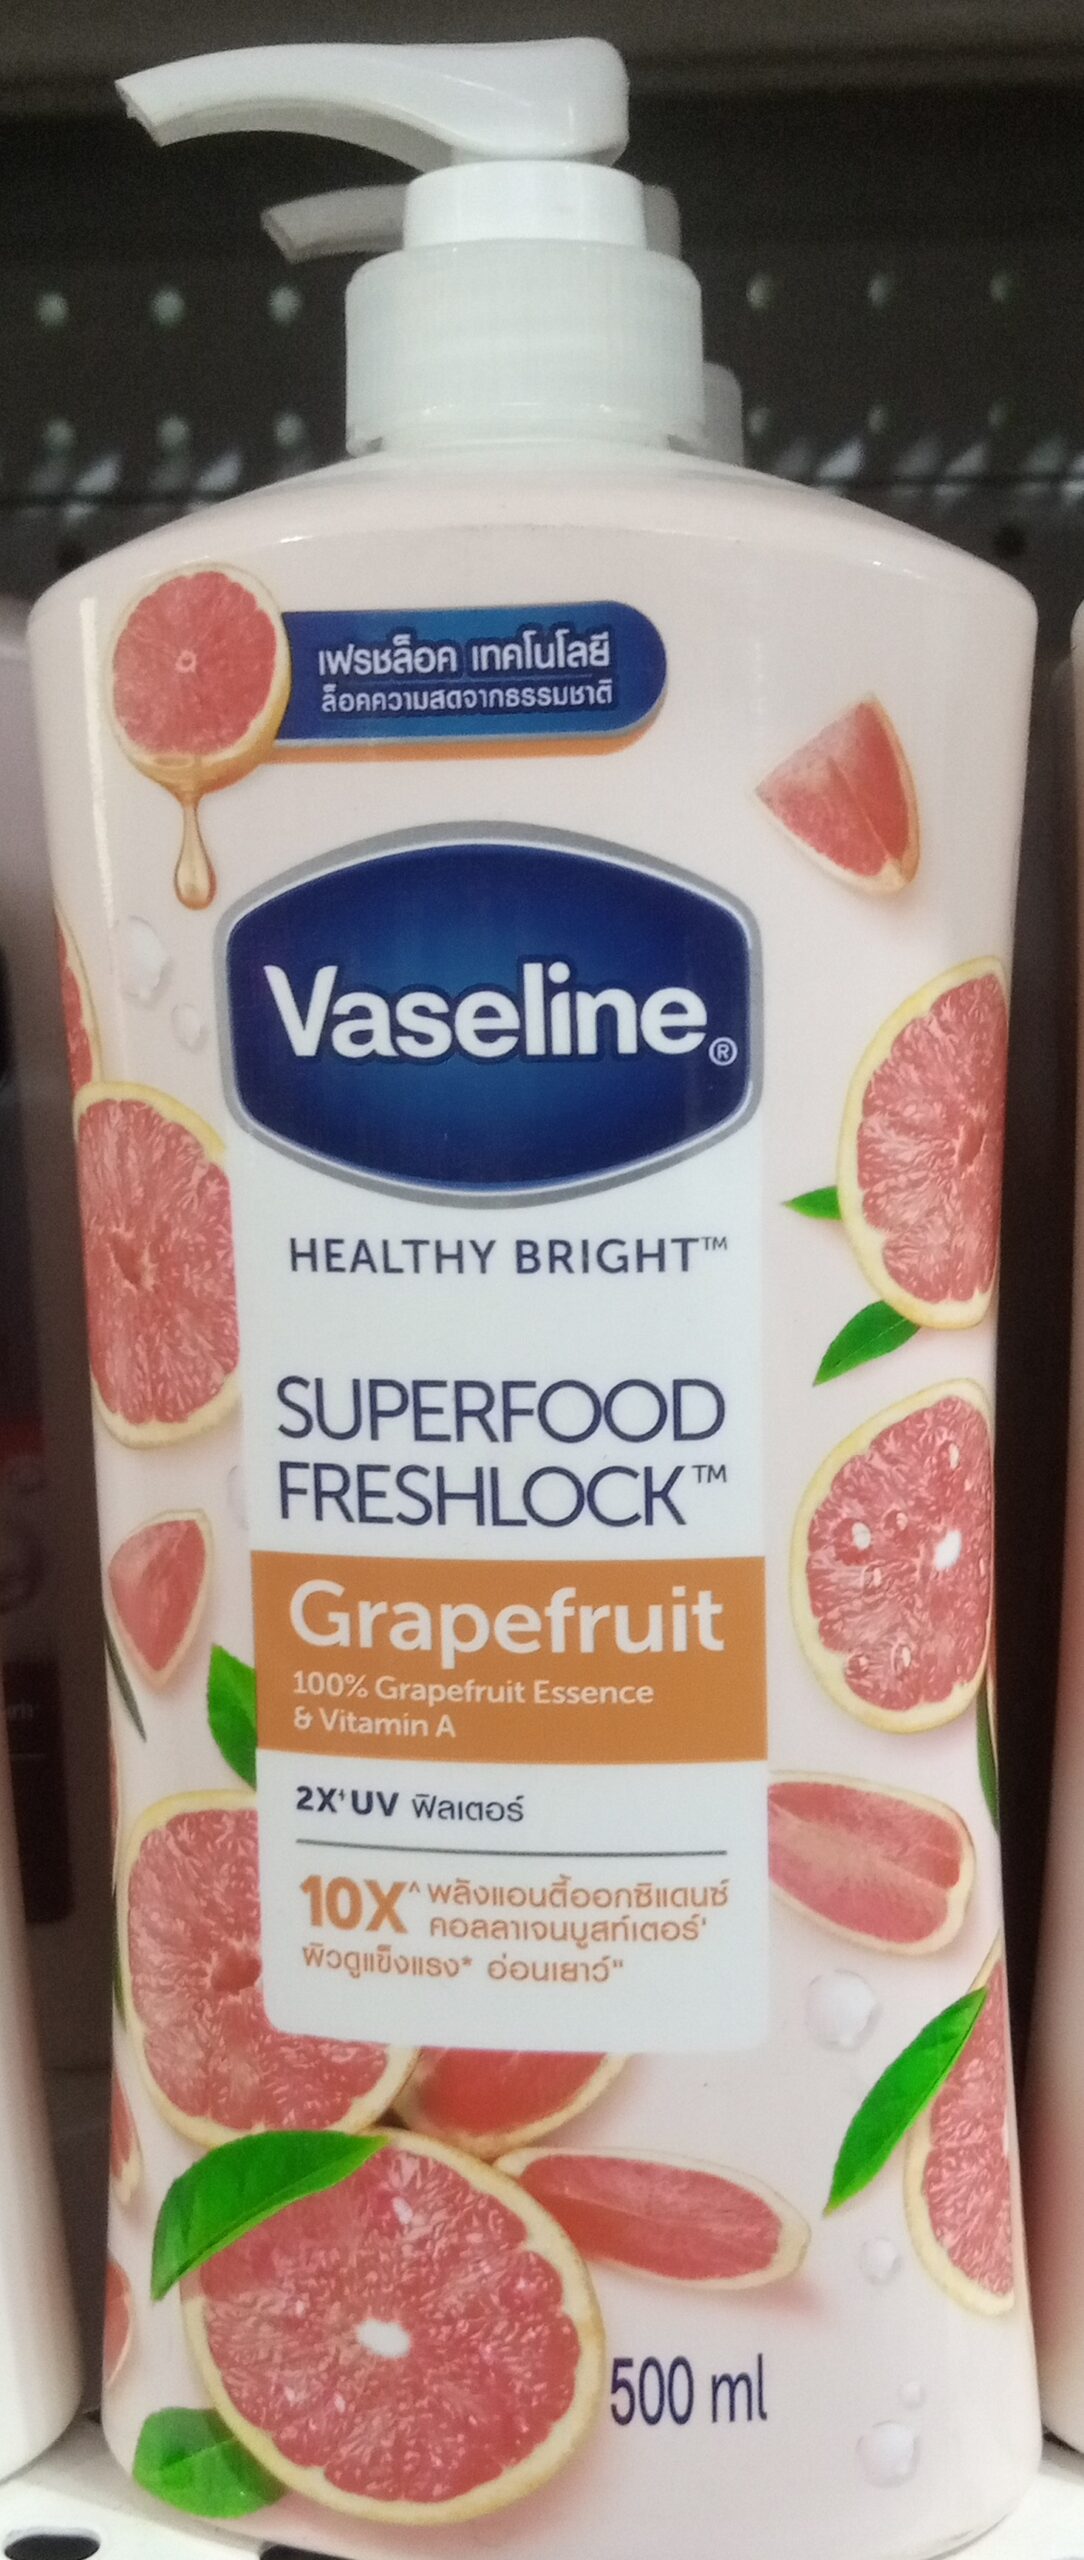 เฟรชล็อค เทคโนโลยี
ล็อคความสดจากธรรมชาติ
Vaseline®
HEALTHY BRIGHT™
SUPERFOOD
FRESHLOCK™
Grapefruit
100% Grapefruit Essence
& Vitamin A
2X⁺ UV ฟิลเตอร์
10X^ พลังแอนตี้ออกซิแดนซ์
คอลลาเจนบูสท์เตอร์'
ผิวดูแข็งแรง* อ่อนเยาว์"
500 ml